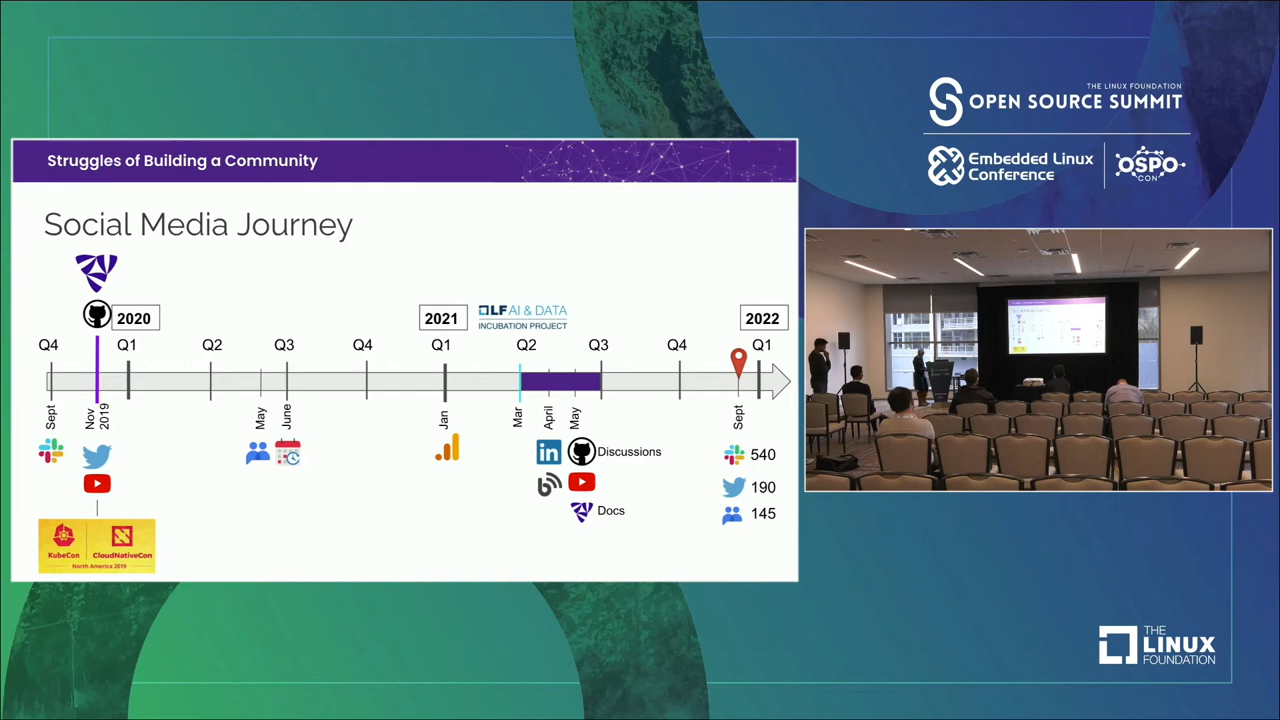 THE LINUX FOUNDATION
OPEN SOURCE SUMMIT
Embedded Linux
Conference
OSPO
CON
Struggles of Building a Community
Social Media Journey
2020
2021
LF AI & DATA
INCUBATION PROJECT
2022
Q4 Q1 Q2 Q3 Q4 Q1 Q2 Q3 Q4 Q1
Sept
Nov
2019
May
June
Jan
Mar
April
May
Sept
Discussions
540
190
Docs
145
KubeCon
CloudNativeCon
North America 2019
THE
LINUX
FOUNDATION